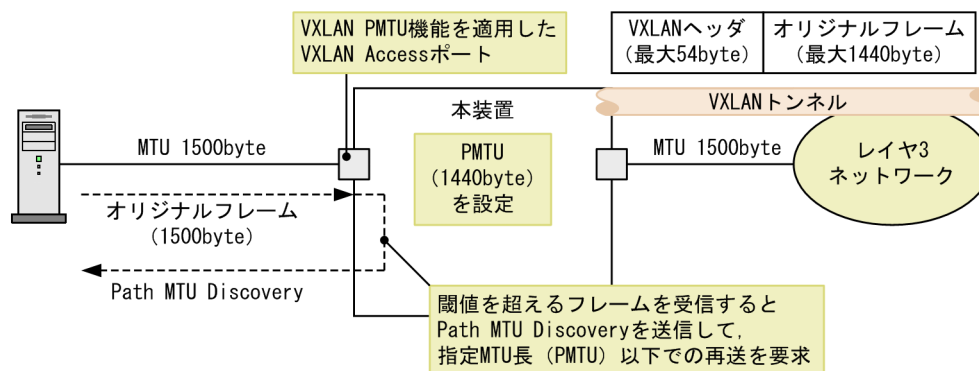 VXLAN PMTU機能を適用した
VXLAN Accessポート
VXLANヘッダ
(最大54byte)
オリジナルフレーム
(最大1440byte)
VXLANトンネル
本装置
MTU 1500byte
PMTU
(1440byte)
を設定
MTU 1500byte
レイヤ3
ネットワーク
オリジナルフレーム
(1500byte)
Path MTU Discovery
閾値を超えるフレームを受信すると
Path MTU Discoveryを送信して,
指定MTU長(PMTU)以下での再送を要求